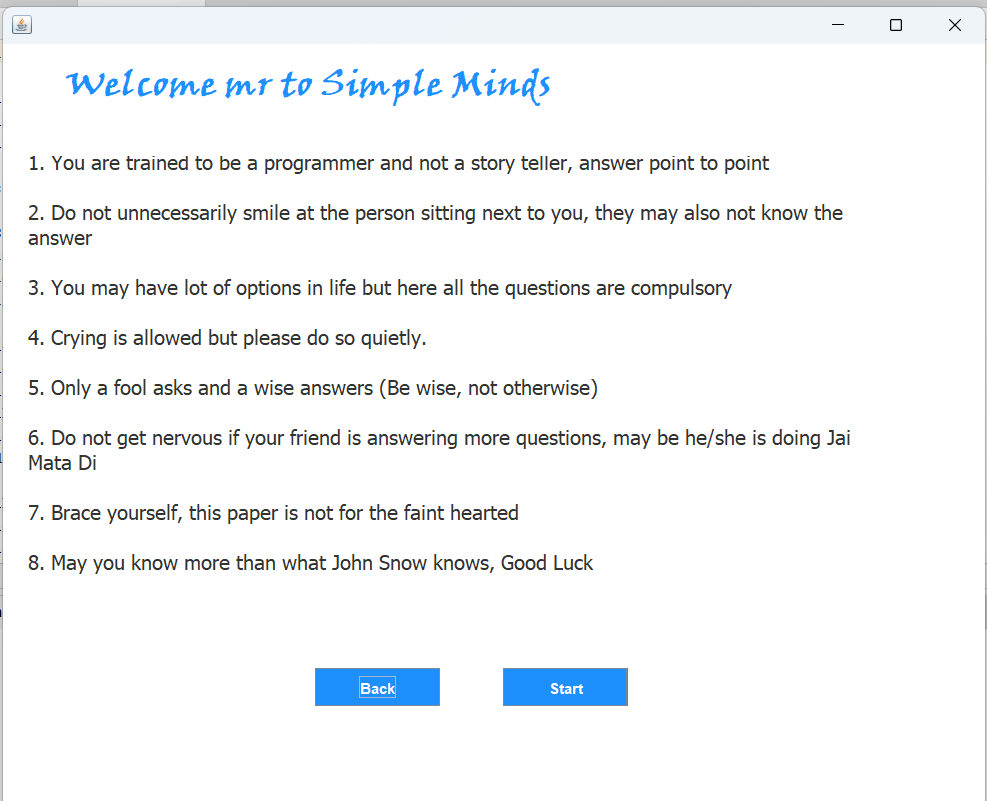 Welcome mr to Simple Minds
1. You are trained to be a programmer and not a story teller, answer point to point
2. Do not unnecessarily smile at the person sitting next to you, they may also not know the
answer
3. You may have lot of options in life but here all the questions are compulsory
4. Crying is allowed but please do so quietly.
5. Only a fool asks and a wise answers (Be wise, not otherwise)
6. Do not get nervous if your friend is answering more questions, may be he/she is doing Jai
Mata Di
7. Brace yourself, this paper is not for the faint hearted
8. May you know more than what John Snow knows, Good Luck
Back
Start